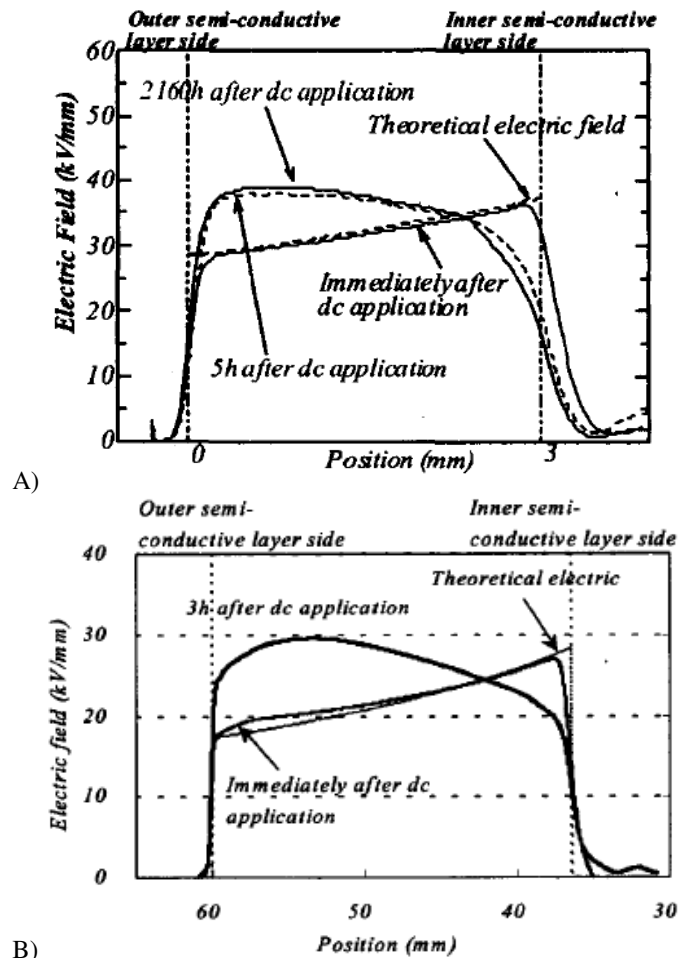 Outer semi-conductive
layer side
Inner semi-conductive
layer side
60
50
40
30
20
10
0
Electric Field (kV/mm)
2160h after dc application
Theoretical electric field
Immediately after
dc application
5h after dc application
0
3
Position (mm)
A)
Outer semi-
conductive layer side
Inner semi-
conductive layer side
40
30
20
10
0
Electric field (kV/mm)
3h after dc application
Theoretical electric
Immediately after dc
application
60
50
40
30
Position (mm)
B)